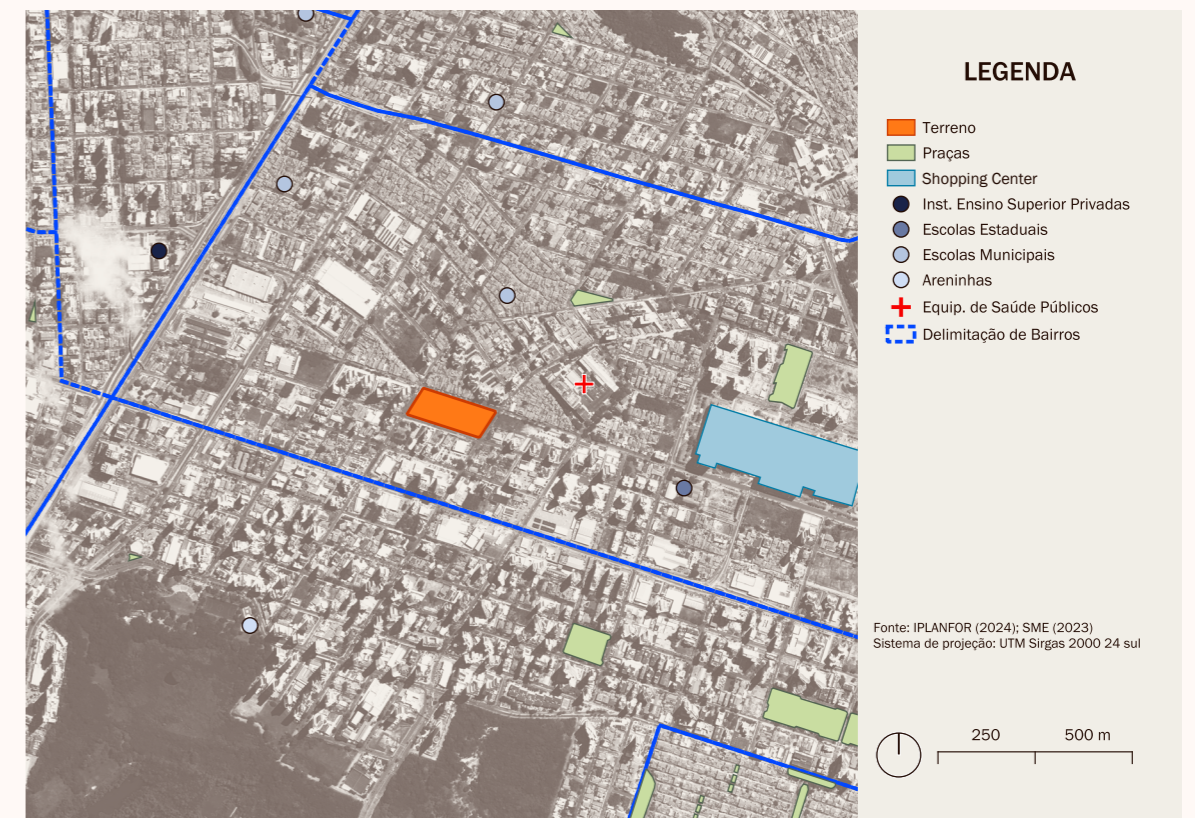 LEGENDA
Terreno
Praças
Shopping Center
Inst. Ensino Superior Privadas
Escolas Estaduais
Escolas Municipais
Areninhas
Equip. de Saúde Públicos
Delimitação de Bairros
Fonte: IPLANFOR (2024); SME (2023)
Sistema de projeção: UTM Sirgas 2000 24 sul
250 500 m